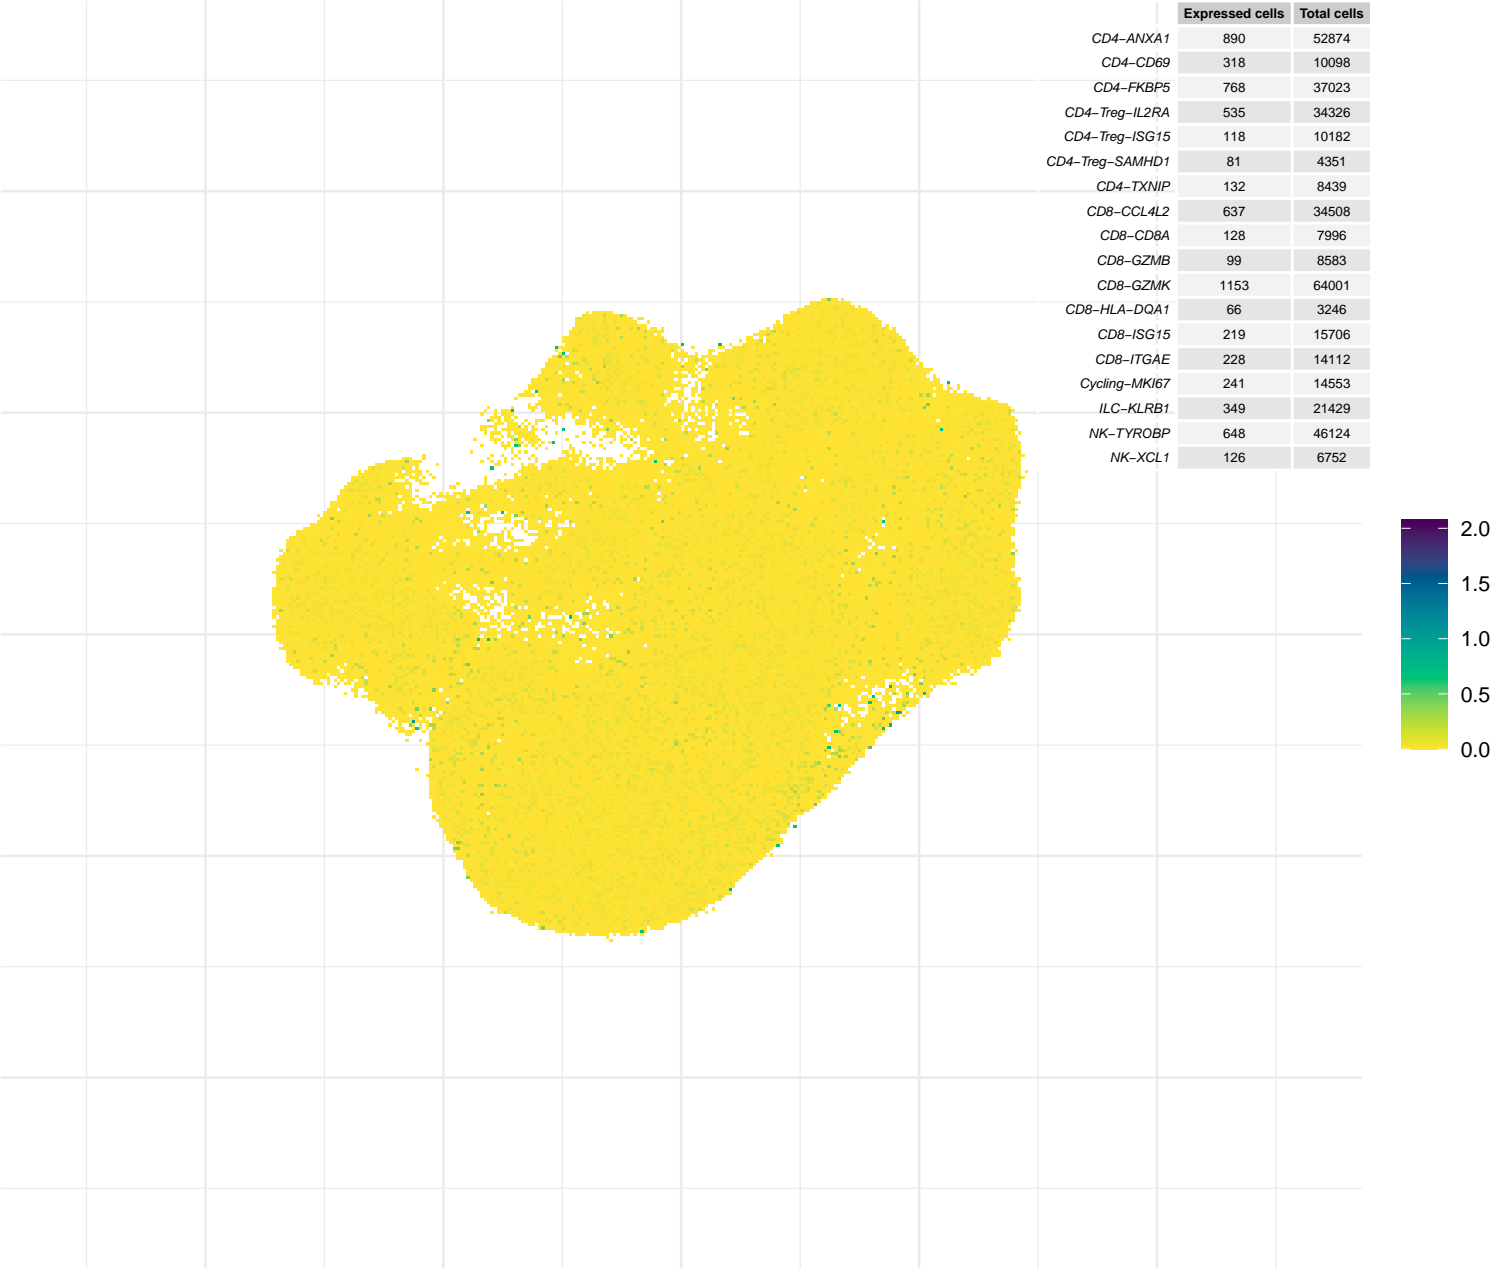 Expressed cells Total cells
CD4−ANXA1 890 52874
CD4−CD69 318 10098
CD4−FKBP5 768 37023
CD4−Treg−IL2RA 535 34326
CD4−Treg−ISG15 118 10182
CD4−Treg−SAMHD1 81 4351
CD4−TXNIP 132 8439
CD8−CCL4L2 637 34508
CD8−CD8A 128 7996
CD8−GZMB 99 8583
CD8−GZMK 1153 64001
CD8−HLA−DQA1 66 3246
CD8−ISG15 219 15706
CD8−ITGAE 228 14112
Cycling−MKI67 241 14553
ILC−KLRB1 349 21429
NK−TYROBP 648 46124
NK−XCL1 126 6752
2.0
1.5
1.0
0.5
0.0